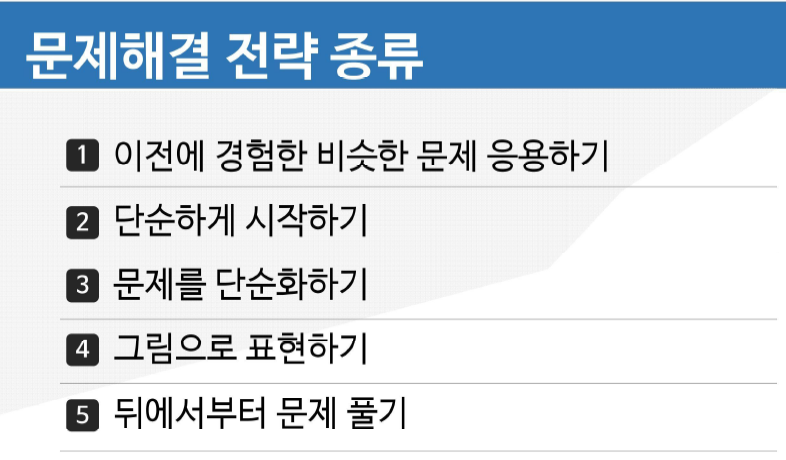 문제해결 전략 종류
1 이전에 경험한 비슷한 문제 응용하기
2 단순하게 시작하기
3 문제를 단순화하기
4 그림으로 표현하기
5 뒤에서부터 문제 풀기